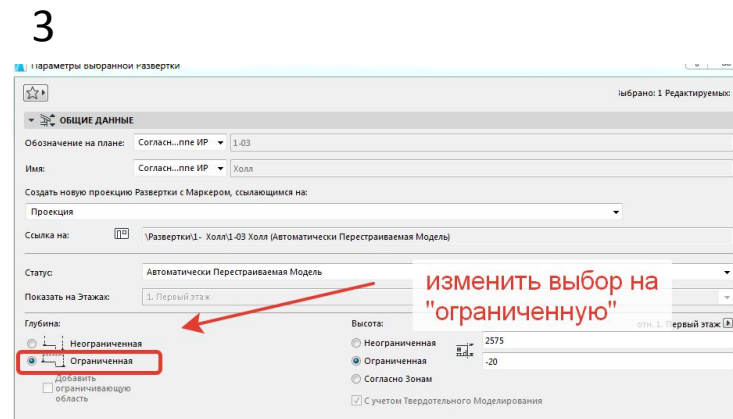 3
Параметры Выбранной Развертки
Выбрано: 1 Редактируемых:
ОБЩИЕ ДАННЫЕ
Обозначение на плане: Согласн...ппе ИР 1-03
Имя: Согласн...ппе ИР Холл
Создать новую проекцию Развертки с Маркером, ссылающимся на:
Проекция
Ссылка на: \Развертки\1- Холл\1-03 Холл (Автоматически Перестраиваемая Модель)
Статус: Автоматически Перестраиваемая Модель
изменить выбор на
"ограниченную"
Показать на Этажах: 1. Первый этаж
Глубина: Высота: отн. 1. Первый этаж
Неограниченная Неограниченная 2575
Ограниченная Ограниченная -20
Добавить
ограничивающую
область
Согласно Зонам
С учетом Твердотельного Моделирования